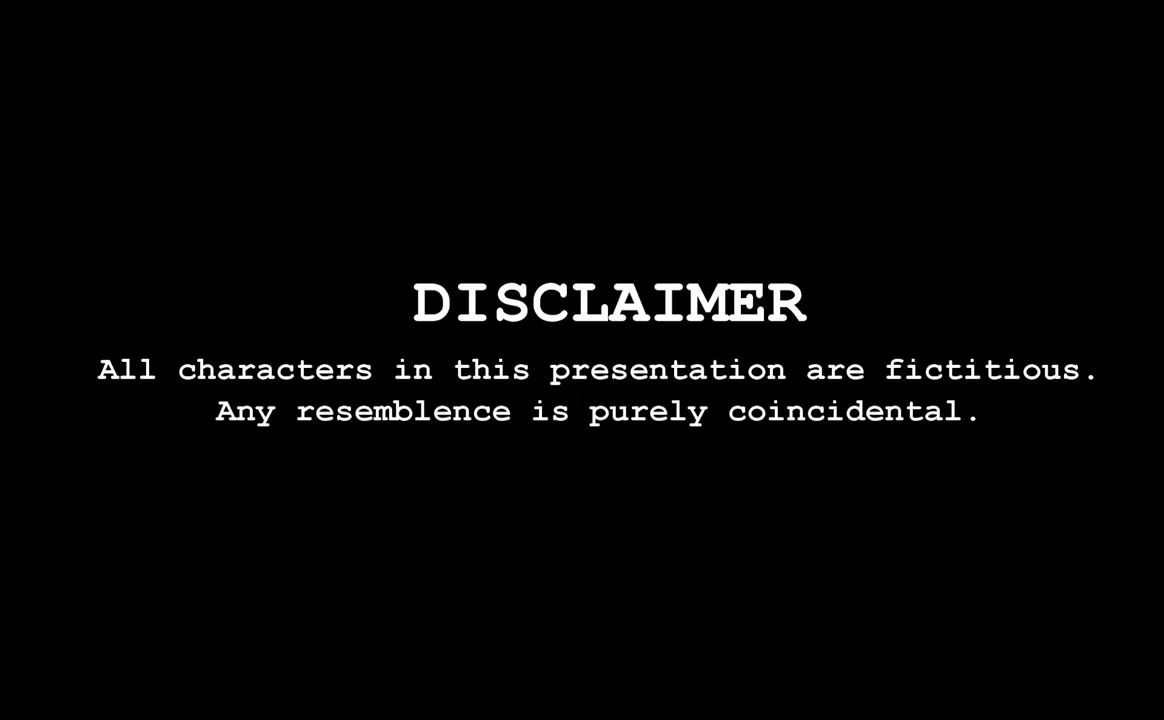 DISCLAIMER
All characters in this presentation are fictitious.
Any resemblence is purely coincidental.